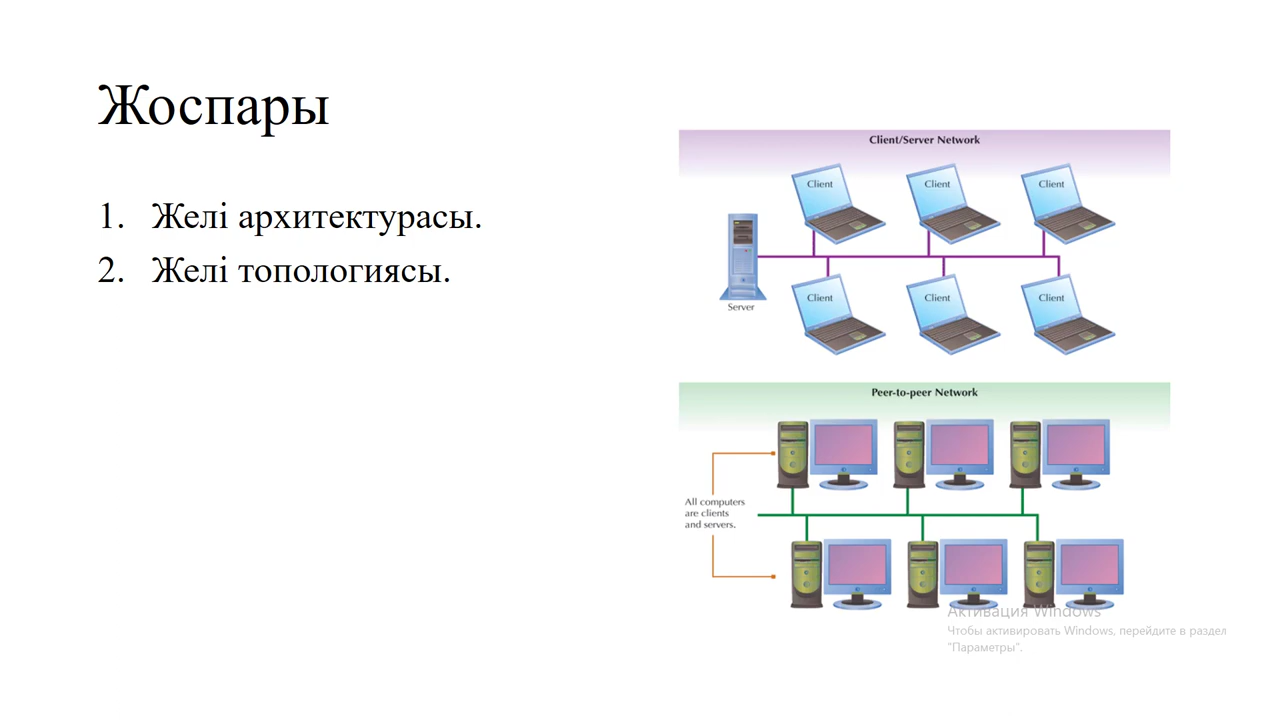 Жоспары
1. Желі архитектурасы.
2. Желі топологиясы.
Client/Server Network
Client Client Client
Server
Client Client Client
Peer-to-peer Network
All computers
are clients
and servers.
Активация Windows
Чтобы активировать Windows, перейдите в раздел
"Параметры".